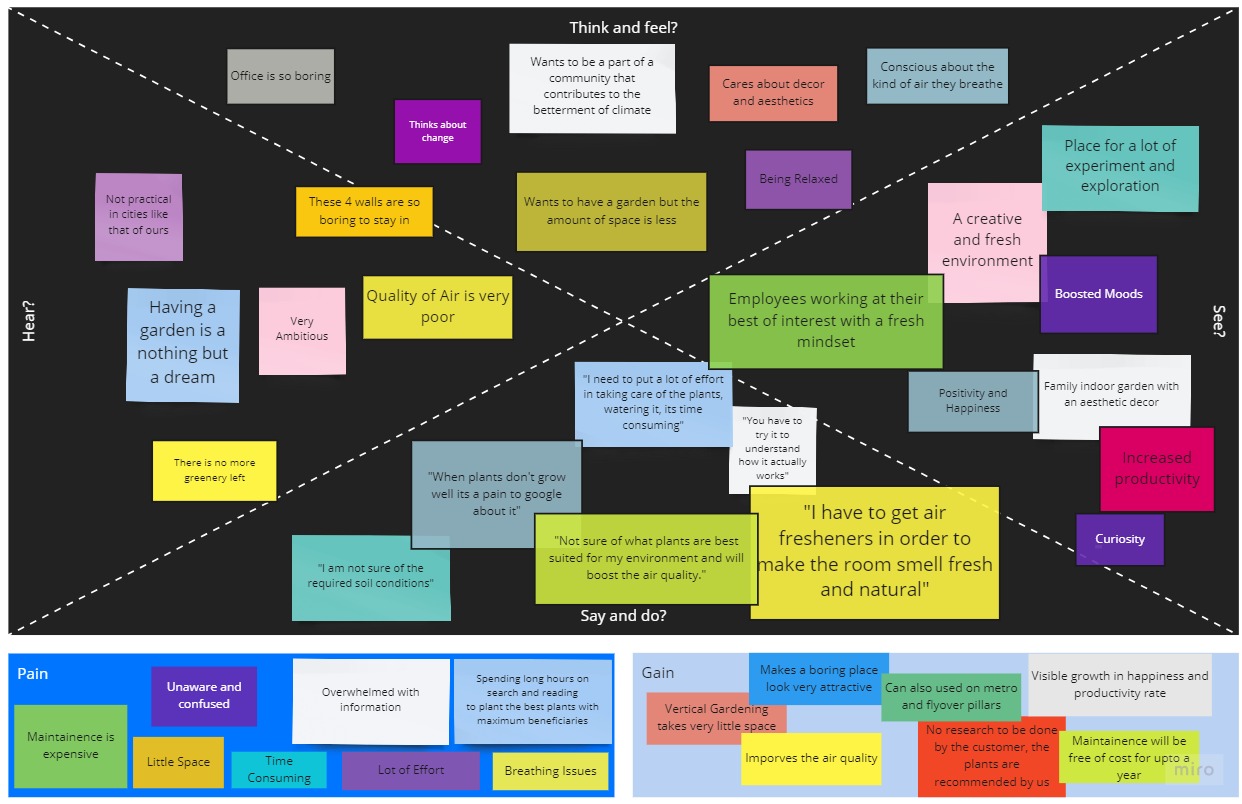 Think and feel?
Office is so boring
Wants to be a part of a
community that
contributes to the
betterment of climate
Cares about decor
and aesthetics
Conscious about the
kind of air they breathe
Thinks about
change
Being Relaxed
Wants to have a garden but the
amount of space is less
Hear?
Not practical
in cities like
that of ours
These 4 walls are so
boring to stay in
Having a
garden is a
nothing but
a dream
Very
Ambitious
Quality of Air is very
poor
There is no more
greenery left
See?
Place for a lot of
experiment and
exploration
A creative
and fresh
environment
Boosted Moods
Employees working at their
best of interest with a fresh
mindset
Positivity and
Happiness
Family indoor garden with
an aesthetic decor
Increased
productivity
Curiosity
"I need to put a lot of effort
in taking care of the plants,
watering it, its time
consuming"
"You have to
try it to
understand
how it actually
works"
"When plants don't grow
well its a pain to google
about it"
"I am not sure of the
required soil conditions"
"Not sure of what plants are best
suited for my environment and will
boost the air quality."
"I have to get air
fresheners in order to
make the room smell fresh
and natural"
Say and do?
Pain
Maintainence is
expensive
Unaware and
confused
Overwhelmed with
information
Spending long hours on
search and reading
to plant the best plants with
maximum beneficiaries
Little Space
Time
Consuming
Lot of Effort
Breathing Issues
Gain
Vertical Gardening
takes very little space
Makes a boring place
look very attractive
Can also used on metro
and flyover pillars
Visible growth in happiness and
productivity rate
Imporves the air quality
No research to be done
by the customer, the
plants are
recommended by us
Maintainence will be
free of cost for upto a
year
miro